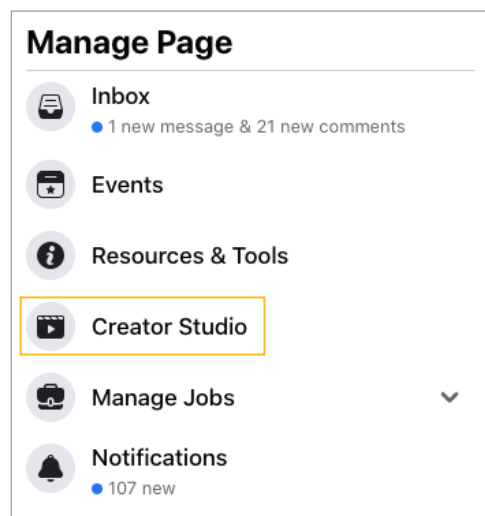 Manage Page
Inbox
1 new message & 21 new comments
Events
Resources & Tools
Creator Studio
Manage Jobs
Notifications
107 new